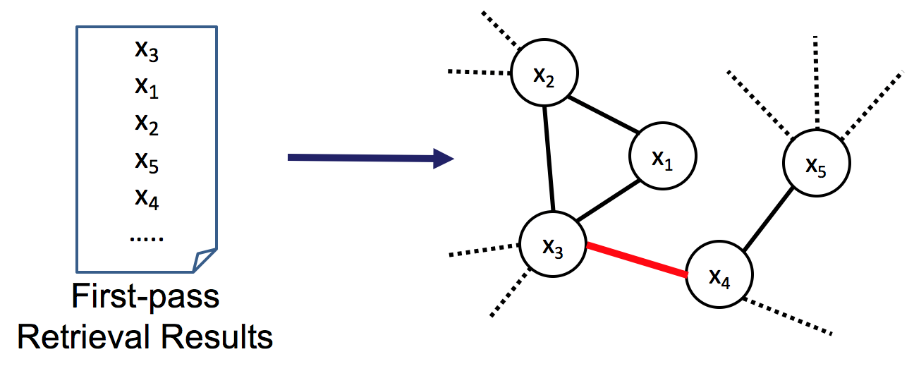 x₃
x₁
x₂
x₅
x₄
.....
First-pass
Retrieval Results
x₂
x₁
x₅
x₃
x₄